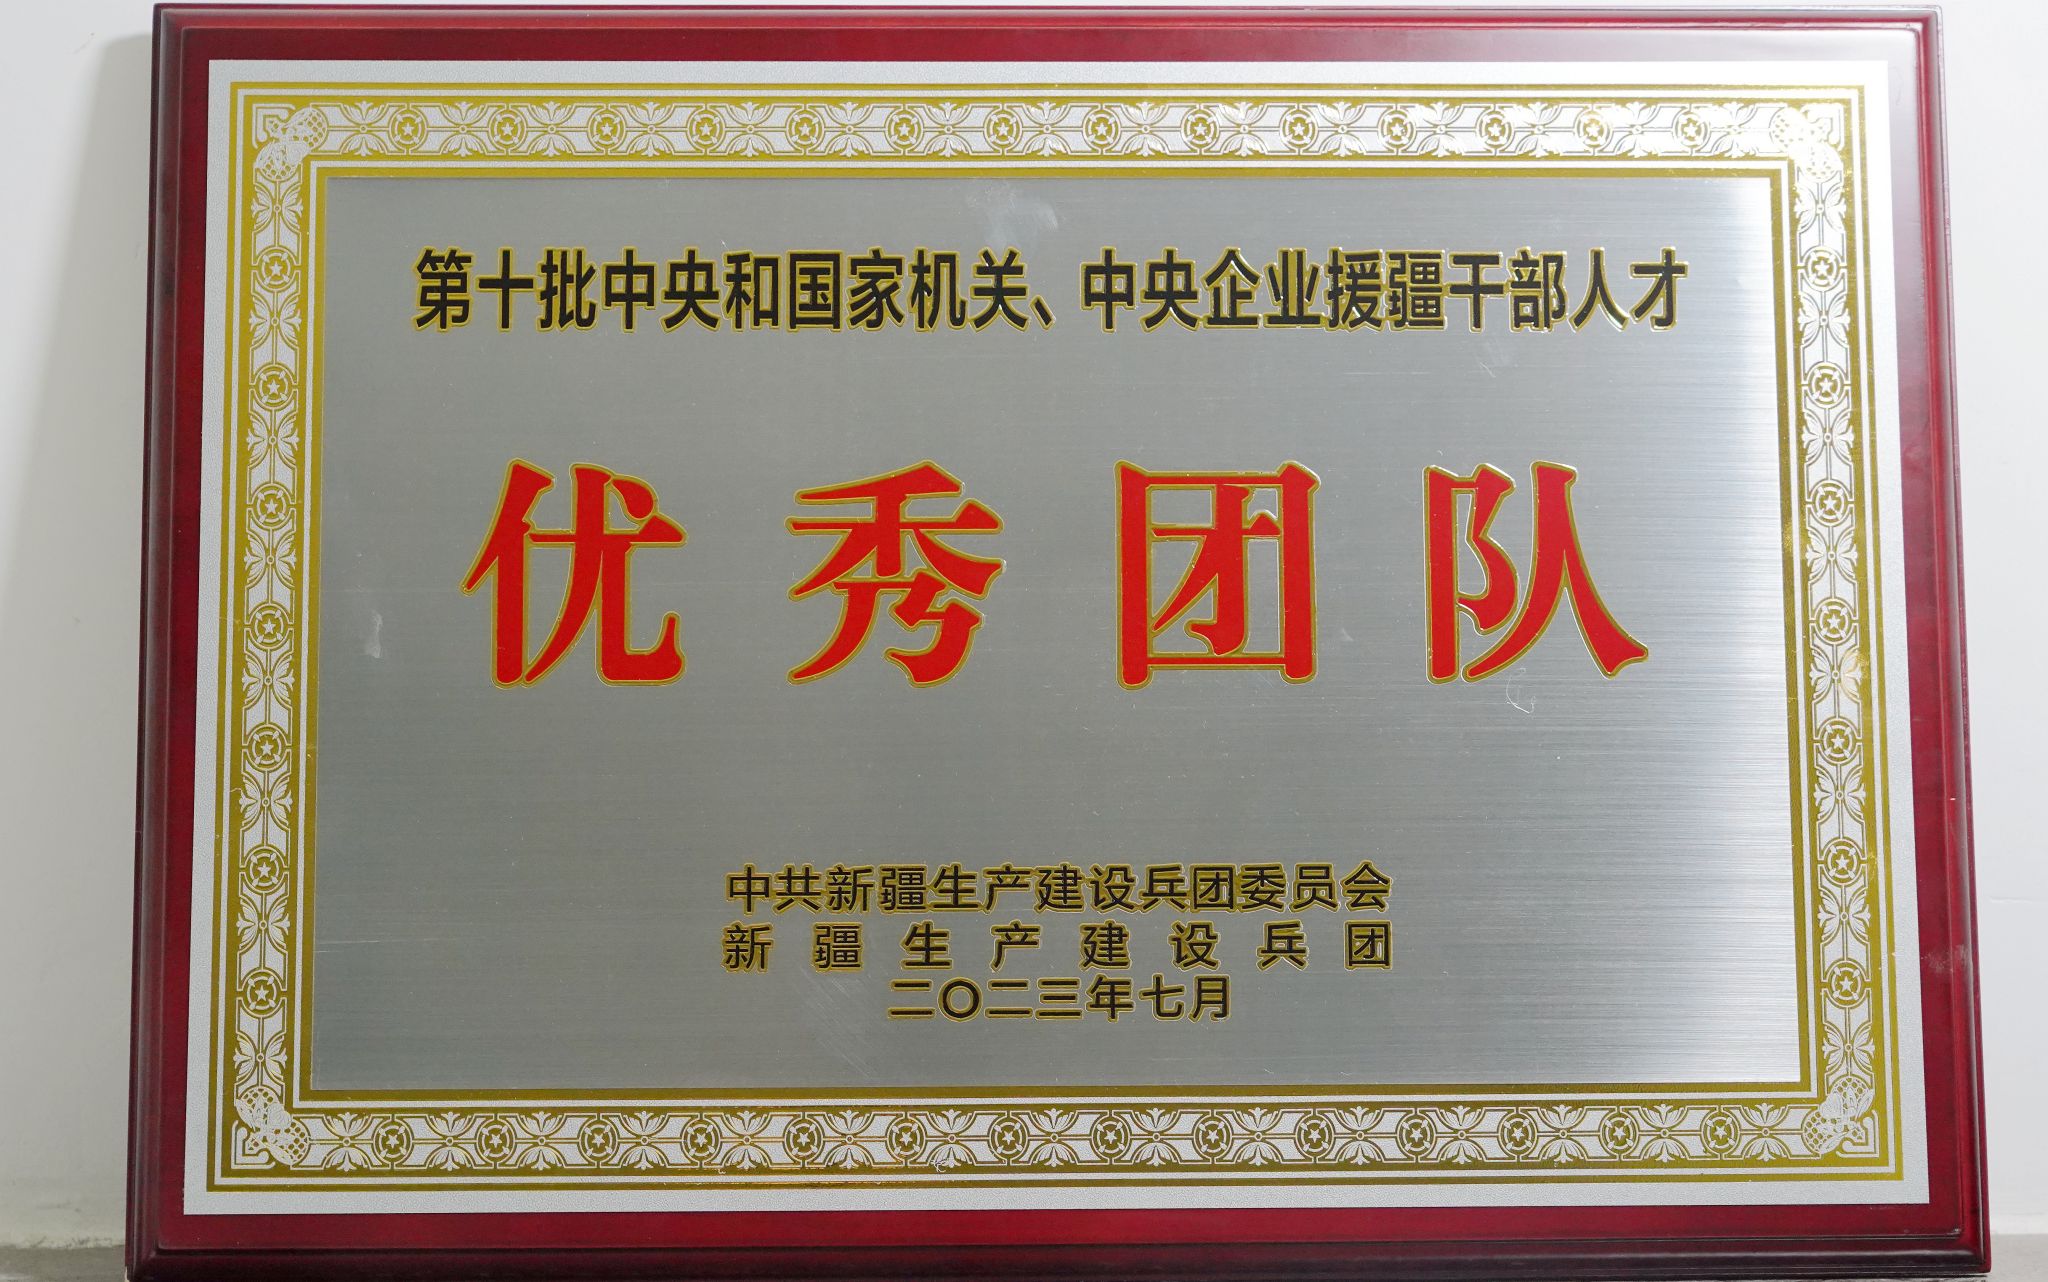 第十批中央和国家机关、中央企业援疆干部人才
优秀团队
中共新疆生产建设兵团委员会
新疆生产建设兵团
二〇二三年七月